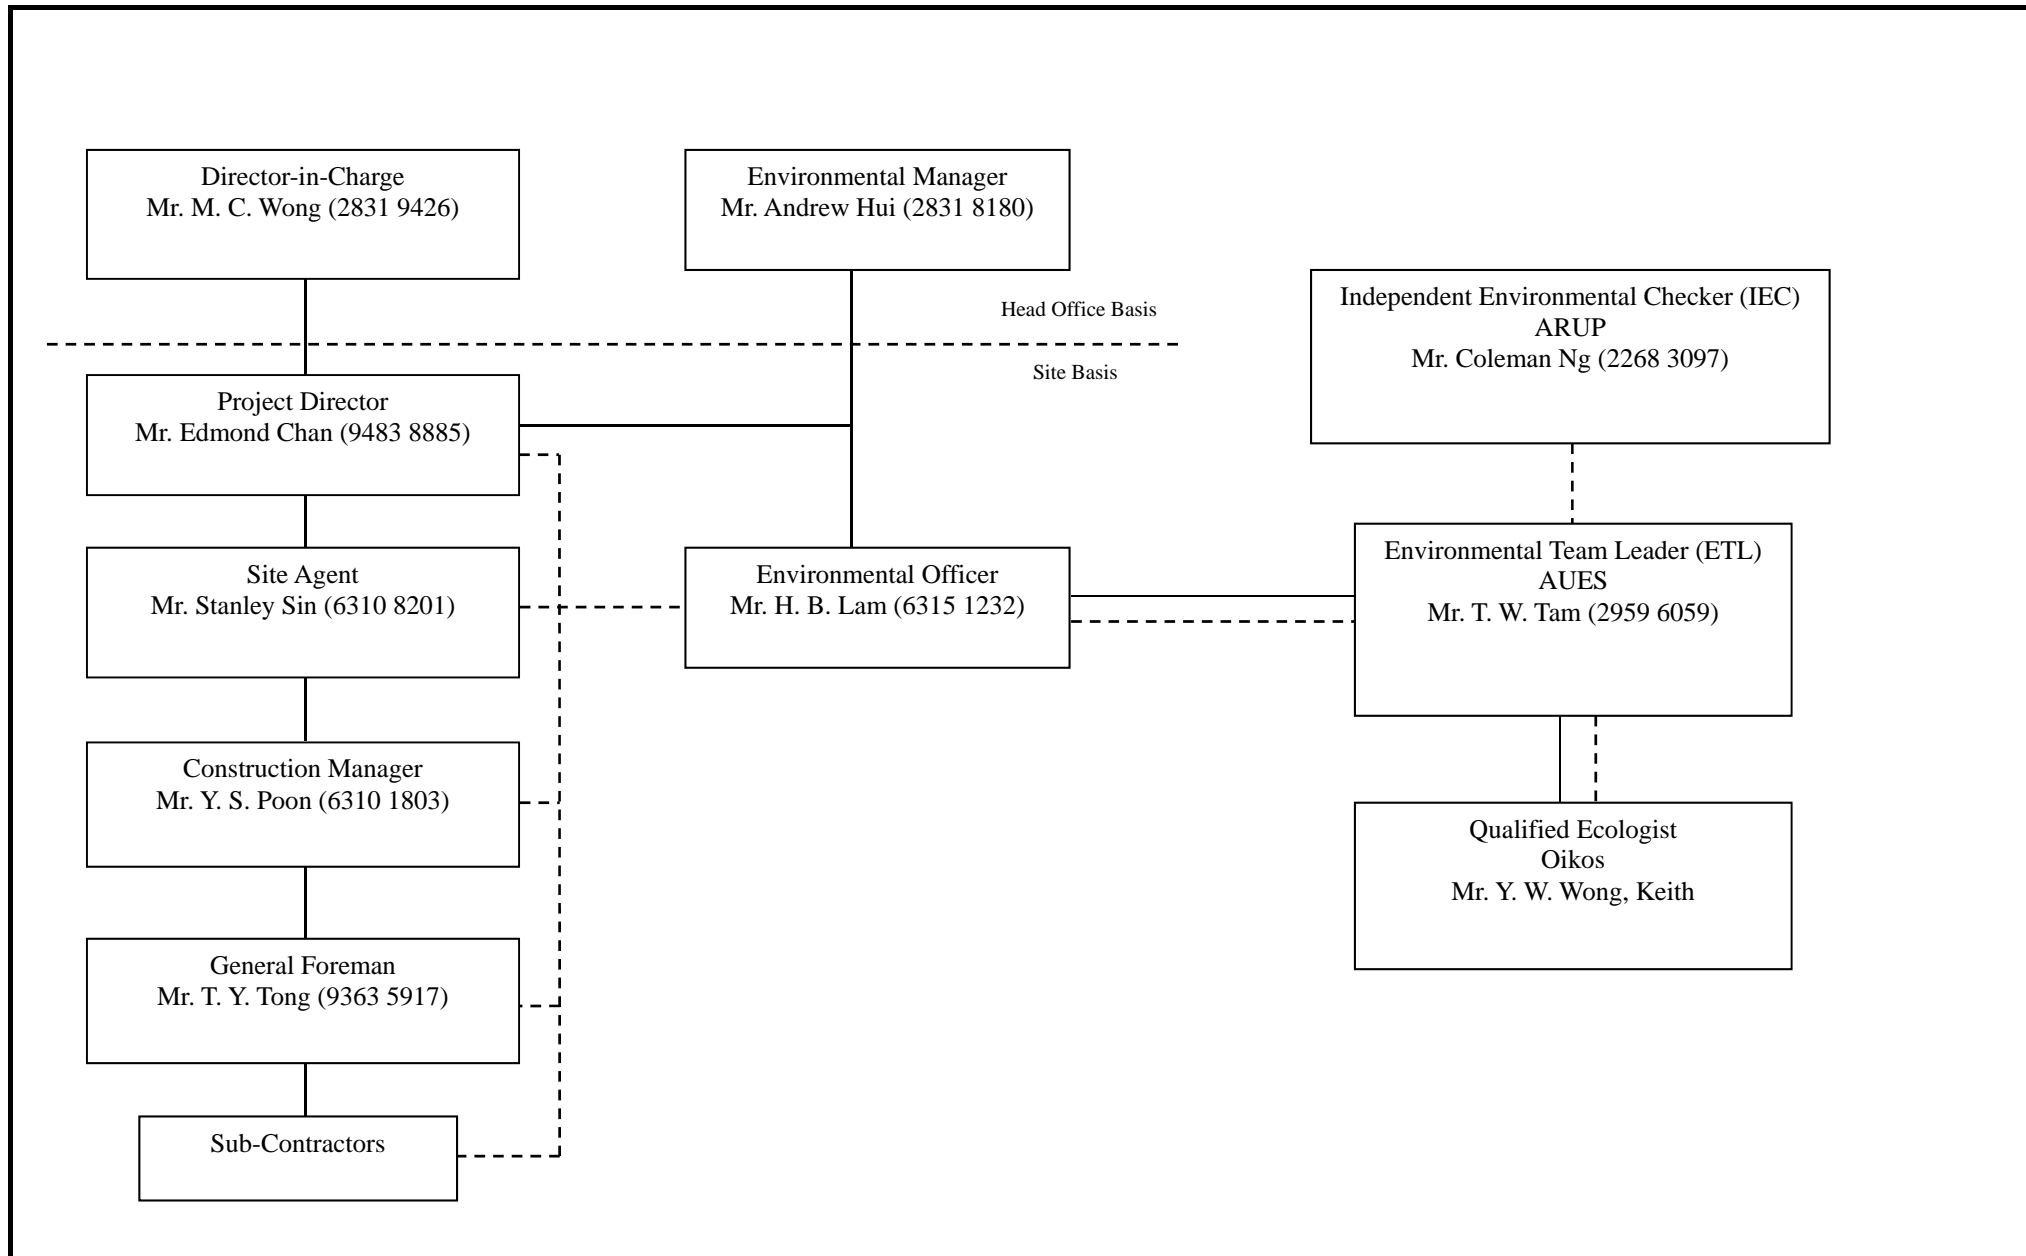 Director-in-Charge
Mr. M. C. Wong (2831 9426)
Environmental Manager
Mr. Andrew Hui (2831 8180)
Head Office Basis
Site Basis
Independent Environmental Checker (IEC)
ARUP
Mr. Coleman Ng (2268 3097)
Project Director
Mr. Edmond Chan (9483 8885)
Site Agent
Mr. Stanley Sin (6310 8201)
Environmental Officer
Mr. H. B. Lam (6315 1232)
Environmental Team Leader (ETL)
AUES
Mr. T. W. Tam (2959 6059)
Construction Manager
Mr. Y. S. Poon (6310 1803)
Qualified Ecologist
Oikos
Mr. Y. W. Wong, Keith
General Foreman
Mr. T. Y. Tong (9363 5917)
Sub-Contractors